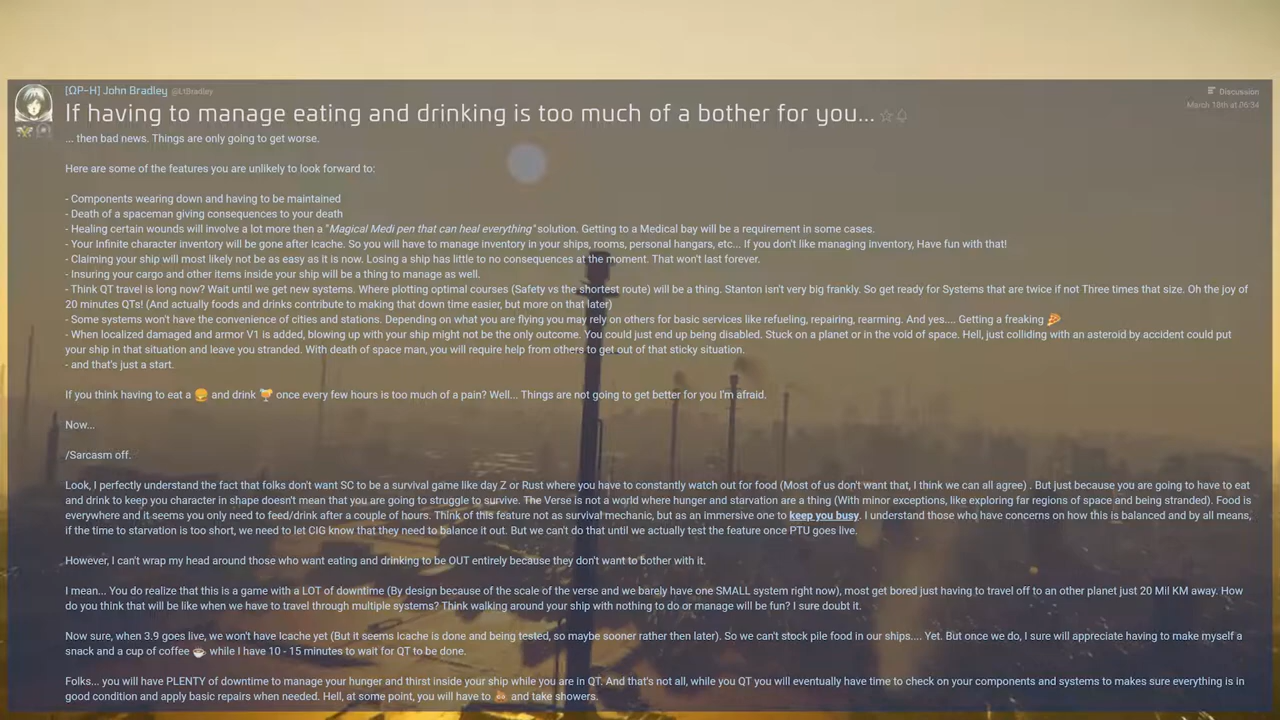 [ΩP-H] John Bradley @LtBradley
Discussion
If having to manage eating and drinking is too much of a bother for you...
March 18th at 06:34
... then bad news. Things are only going to get worse.
Here are some of the features you are unlikely to look forward to:
- Components wearing down and having to be maintained
- Death of a spaceman giving consequences to your death
- Healing certain wounds will involve a lot more then a "Magical Medi pen that can heal everything" solution. Getting to a Medical bay will be a requirement in some cases.
- Your Infinite character inventory will be gone after Icache. So you will have to manage inventory in your ships, rooms, personal hangars, etc... If you don't like managing inventory, Have fun with that!
- Claiming your ship will most likely not be as easy as it is now. Losing a ship has little to no consequences at the moment. That won't last forever.
- Insuring your cargo and other items inside your ship will be a thing to manage as well.
- Think QT travel is long now? Wait until we get new systems. Where plotting optimal courses (Safety vs the shortest route) will be a thing. Stanton isn't very big frankly. So get ready for Systems that are twice if not Three times that size. Oh the joy of
20 minutes QTs! (And actually foods and drinks contribute to making that down time easier, but more on that later)
- Some systems won't have the convenience of cities and stations. Depending on what you are flying you may rely on others for basic services like refueling, repairing, rearming. And yes.... Getting a freaking 🍕
- When localized damaged and armor V1 is added, blowing up with your ship might not be the only outcome. You could just end up being disabled. Stuck on a planet or in the void of space. Hell, just colliding with an asteroid by accident could put
your ship in that situation and leave you stranded. With death of space man, you will require help from others to get out of that sticky situation.
- and that's just a start.
If you think having to eat a 🍔 and drink 🍹 once every few hours is too much of a pain? Well... Things are not going to get better for you I'm afraid.
Now...
/Sarcasm off.
Look, I perfectly understand the fact that folks don't want SC to be a survival game like day Z or Rust where you have to constantly watch out for food (Most of us don't want that, I think we can all agree) . But just because you are going to have to eat
and drink to keep you character in shape doesn't mean that you are going to struggle to survive. The Verse is not a world where hunger and starvation are a thing (With minor exceptions, like exploring far regions of space and being stranded). Food is
everywhere and it seems you only need to feed/drink after a couple of hours. Think of this feature not as survival mechanic, but as an immersive one to keep you busy. I understand those who have concerns on how this is balanced and by all means,
if the time to starvation is too short, we need to let CIG know that they need to balance it out. But we can't do that until we actually test the feature once PTU goes live.
However, I can't wrap my head around those who want eating and drinking to be OUT entirely because they don't want to bother with it.
I mean... You do realize that this is a game with a LOT of downtime (By design because of the scale of the verse and we barely have one SMALL system right now), most get bored just having to travel off to an other planet just 20 Mil KM away. How
do you think that will be like when we have to travel through multiple systems? Think walking around your ship with nothing to do or manage will be fun? I sure doubt it.
Now sure, when 3.9 goes live, we won't have Icache yet (But it seems Icache is done and being tested, so maybe sooner rather then later). So we can't stock pile food in our ships.... Yet. But once we do, I sure will appreciate having to make myself a
snack and a cup of coffee ☕ while I have 10 - 15 minutes to wait for QT to be done.
Folks... you will have PLENTY of downtime to manage your hunger and thirst inside your ship while you are in QT. And that's not all, while you QT you will eventually have time to check on your components and systems to makes sure everything is in
good condition and apply basic repairs when needed. Hell, at some point, you will have to 💩 and take showers.